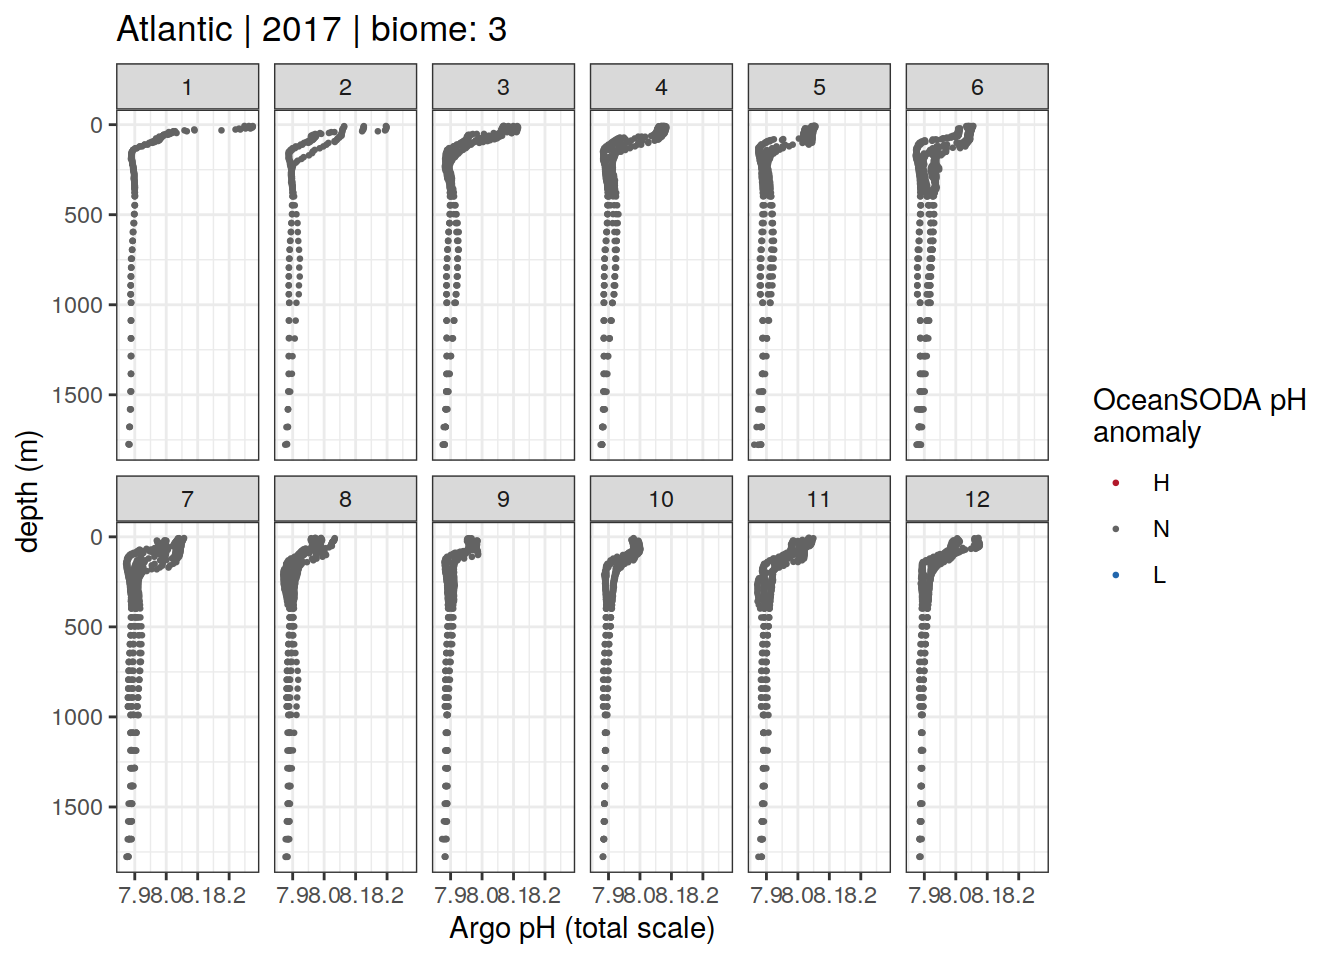 Atlantic | 2017 | biome: 3
1 2 3 4 5 6
0
500
1000
1500
7 8 9 10 11 12
0
500
1000
1500
7.98.08.18.2 7.98.08.18.2 7.98.08.18.2 7.98.08.18.2 7.98.08.18.2 7.98.08.18.2
Argo pH (total scale)
depth (m)
OceanSODA pH
anomaly
H
N
L